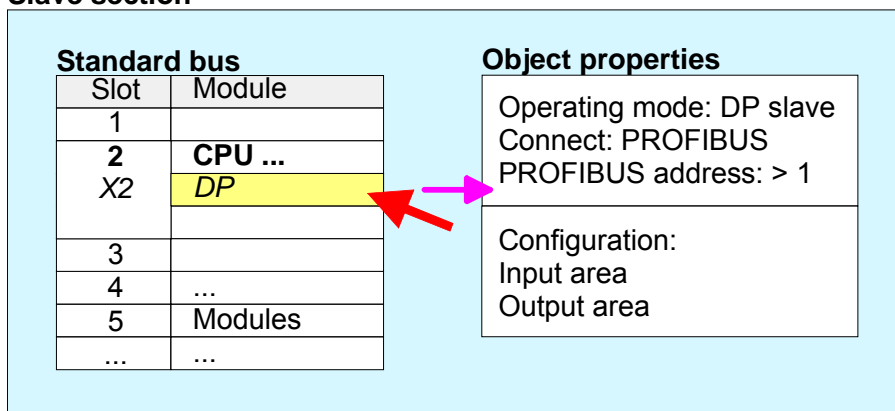 Slave section
Standard bus
Slot Module
1
2 CPU ...
X2 DP
3
4 ...
5 Modules
... ...
Object properties
Operating mode: DP slave
Connect: PROFIBUS
PROFIBUS address: > 1
Configuration:
Input area
Output area